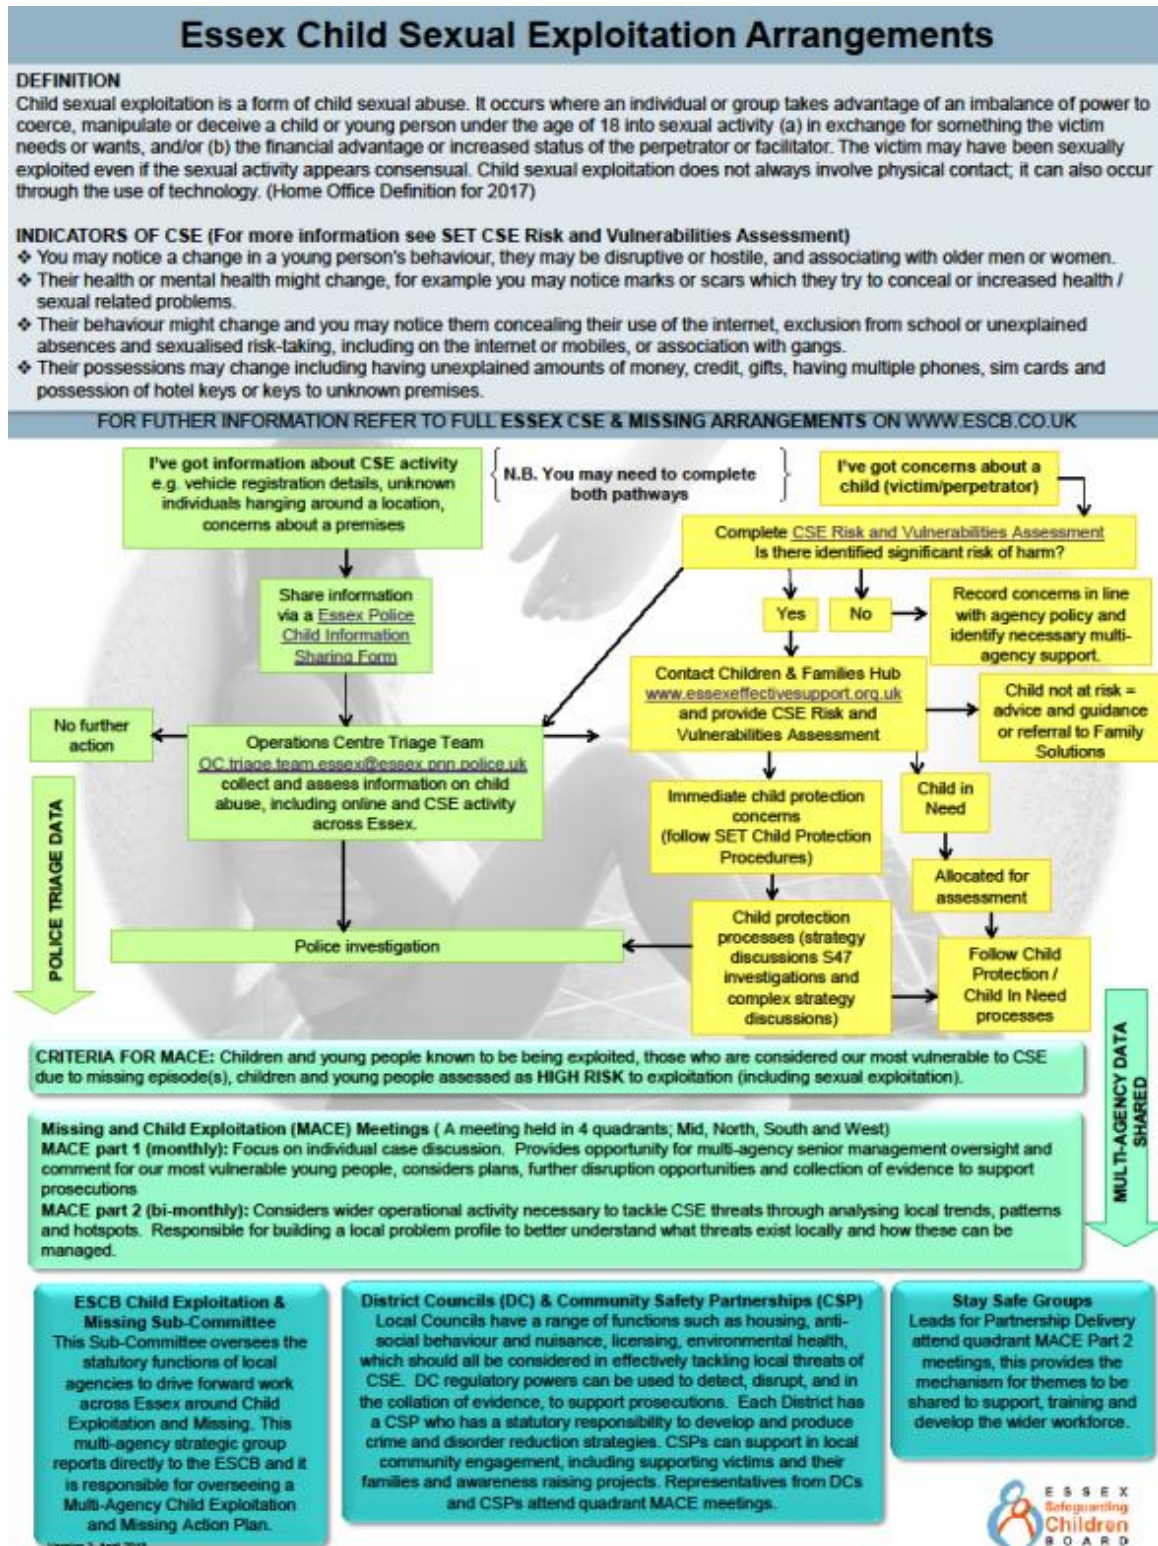 Essex Child Sexual Exploitation Arrangements
DEFINITION
Child sexual exploitation is a form of child sexual abuse. It occurs where an individual or group takes advantage of an imbalance of power to
coerce, manipulate or deceive a child or young person under the age of 18 into sexual activity (a) in exchange for something the victim
needs or wants, and/or (b) the financial advantage or increased status of the perpetrator or facilitator. The victim may have been sexually
exploited even if the sexual activity appears consensual. Child sexual exploitation does not always involve physical contact; it can also occur
through the use of technology. (Home Office Definition for 2017)
INDICATORS OF CSE (For more information see SET CSE Risk and Vulnerabilities Assessment)
❖ You may notice a change in a young person's behaviour, they may be disruptive or hostile, and associating with older men or women.
❖ Their health or mental health might change, for example you may notice marks or scars which they try to conceal or increased health /
sexual related problems.
❖ Their behaviour might change and you may notice them concealing their use of the internet, exclusion from school or unexplained
absences and sexualised risk-taking, including on the internet or mobiles, or association with gangs.
❖ Their possessions may change including having unexplained amounts of money, credit, gifts, having multiple phones, sim cards and
possession of hotel keys or keys to unknown premises.
FOR FUTHER INFORMATION REFER TO FULL ESSEX CSE & MISSING ARRANGEMENTS ON WWW.ESCB.CO.UK
I've got information about CSE activity
e.g. vehicle registration details, unknown
individuals hanging around a location,
concerns about a premises
N.B. You may need to complete
both pathways
I've got concerns about a
child (victim/perpetrator)
Complete CSE Risk and Vulnerabilities Assessment
Is there identified significant risk of harm?
Share information
via a Essex Police
Child Information
Sharing Form
Yes
No
Record concerns in line
with agency policy and
identify necessary multi-
agency support.
Contact Children & Families Hub
www.essexeffectivesupport.org.uk
and provide CSE Risk and
Vulnerabilities Assessment
Child not at risk =
advice and guidance
or referral to Family
Solutions
No further
action
Operations Centre Triage Team
OC.triage.team.essex@essex.pnn.police.uk
collect and assess information on child
abuse, including online and CSE activity
across Essex.
Immediate child protection
concerns
(follow SET Child Protection
Procedures)
Child in
Need
Allocated for
assessment
POLICE TRIAGE DATA
Police investigation
Child protection
processes (strategy
discussions S47
investigations and
complex strategy
discussions)
Follow Child
Protection /
Child In Need
processes
MULTI-AGENCY DATA
SHARED
CRITERIA FOR MACE: Children and young people known to be being exploited, those who are considered our most vulnerable to CSE
due to missing episode(s), children and young people assessed as HIGH RISK to exploitation (including sexual exploitation).
Missing and Child Exploitation (MACE) Meetings ( A meeting held in 4 quadrants; Mid, North, South and West)
MACE part 1 (monthly): Focus on individual case discussion. Provides opportunity for multi-agency senior management oversight and
comment for our most vulnerable young people, considers plans, further disruption opportunities and collection of evidence to support
prosecutions
MACE part 2 (bi-monthly): Considers wider operational activity necessary to tackle CSE threats through analysing local trends, patterns
and hotspots. Responsible for building a local problem profile to better understand what threats exist locally and how these can be
managed.
ESCB Child Exploitation &
Missing Sub-Committee
This Sub-Committee oversees the
statutory functions of local
agencies to drive forward work
across Essex around Child
Exploitation and Missing. This
multi-agency strategic group
reports directly to the ESCB and it
is responsible for overseeing a
Multi-Agency Child Exploitation
and Missing Action Plan.
District Councils (DC) & Community Safety Partnerships (CSP)
Local Councils have a range of functions such as housing, anti-
social behaviour and nuisance, licensing, environmental health,
which should all be considered in effectively tackling local threats of
CSE. DC regulatory powers can be used to detect, disrupt, and in
the collation of evidence, to support prosecutions. Each District has
a CSP who has a statutory responsibility to develop and produce
crime and disorder reduction strategies. CSPs can support in local
community engagement, including supporting victims and their
families and awareness raising projects. Representatives from DCs
and CSPs attend quadrant MACE meetings.
Stay Safe Groups
Leads for Partnership Delivery
attend quadrant MACE Part 2
meetings, this provides the
mechanism for themes to be
shared to support, training and
develop the wider workforce.
ESSEX
Safeguarding
Children
BOARD